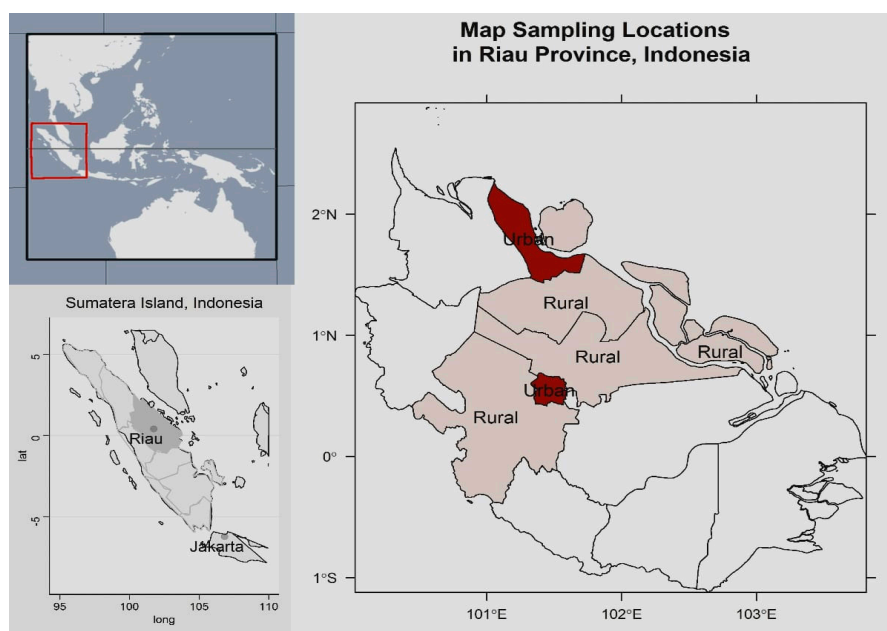 Map Sampling Locations
in Riau Province, Indonesia
2°N
1°N
0°
1°S
101°E
102°E
103°E
Urban
Rural
Rural
Rural
Urban
Rural
Sumatera Island, Indonesia
5
0
-5
lat
Riau
Jakarta
95
100
105
110
long